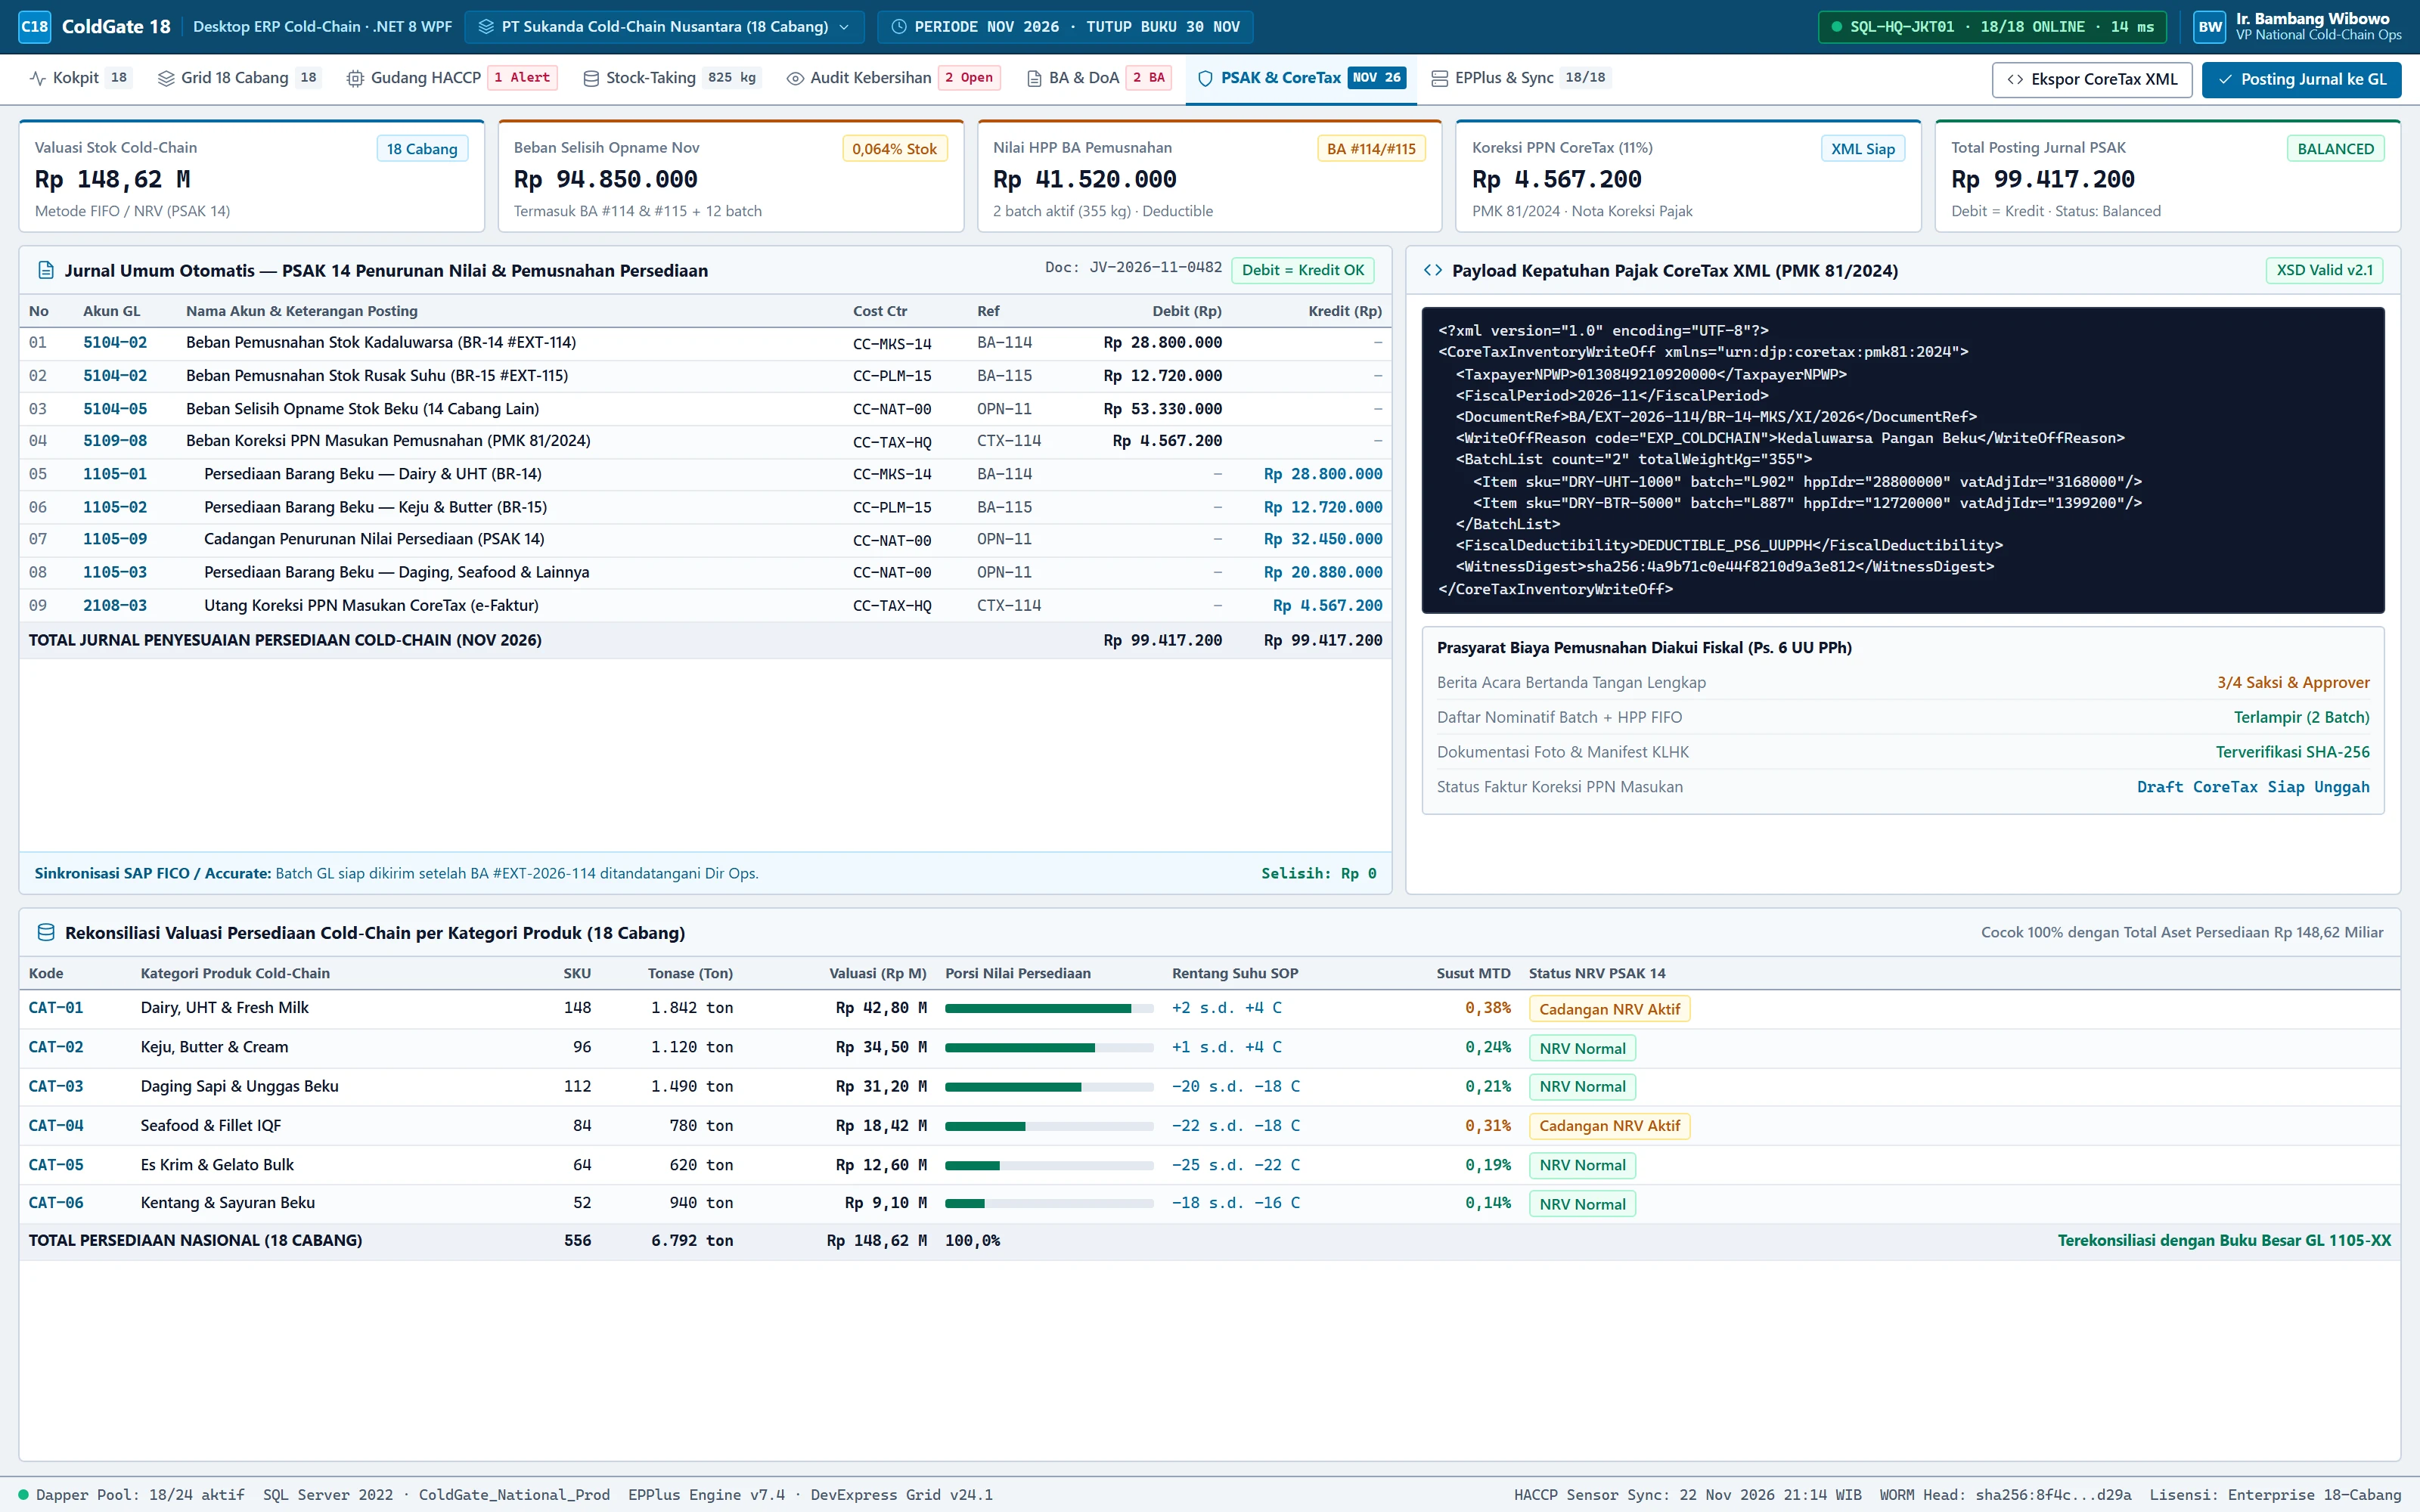 C18 ColdGate 18 Desktop ERP Cold-Chain · .NET 8 WPF PT Sukanda Cold-Chain Nusantara (18 Cabang) PERIODE NOV 2026 · TUTUP BUKU 30 NOV SQL-HQ-JKT01 · 18/18 ONLINE · 14 ms BW Ir. Bambang Wibowo
VP National Cold-Chain Ops
Kokpit 18 Grid 18 Cabang 18 Gudang HACCP 1 Alert Stock-Taking 825 kg Audit Kebersihan 2 Open BA & DoA 2 BA PSAK & CoreTax NOV 26 EPPlus & Sync 18/18 Ekspor CoreTax XML Posting Jurnal ke GL
Valuasi Stok Cold-Chain 18 Cabang
Rp 148,62 M
Metode FIFO / NRV (PSAK 14)
Beban Selisih Opname Nov 0,064% Stok
Rp 94.850.000
Termasuk BA #114 & #115 + 12 batch
Nilai HPP BA Pemusnahan BA #114/#115
Rp 41.520.000
2 batch aktif (355 kg) · Deductible
Koreksi PPN CoreTax (11%) XML Siap
Rp 4.567.200
PMK 81/2024 · Nota Koreksi Pajak
Total Posting Jurnal PSAK BALANCED
Rp 99.417.200
Debit = Kredit · Status: Balanced
Jurnal Umum Otomatis — PSAK 14 Penurunan Nilai & Pemusnahan Persediaan Doc: JV-2026-11-0482 Debit = Kredit OK
No Akun GL Nama Akun & Keterangan Posting Cost Ctr Ref Debit (Rp) Kredit (Rp)
01 5104-02 Beban Pemusnahan Stok Kadaluwarsa (BR-14 #EXT-114) CC-MKS-14 BA-114 Rp 28.800.000 –
02 5104-02 Beban Pemusnahan Stok Rusak Suhu (BR-15 #EXT-115) CC-PLM-15 BA-115 Rp 12.720.000 –
03 5104-05 Beban Selisih Opname Stok Beku (14 Cabang Lain) CC-NAT-00 OPN-11 Rp 53.330.000 –
04 5109-08 Beban Koreksi PPN Masukan Pemusnahan (PMK 81/2024) CC-TAX-HQ CTX-114 Rp 4.567.200 –
05 1105-01 Persediaan Barang Beku — Dairy & UHT (BR-14) CC-MKS-14 BA-114 – Rp 28.800.000
06 1105-02 Persediaan Barang Beku — Keju & Butter (BR-15) CC-PLM-15 BA-115 – Rp 12.720.000
07 1105-09 Cadangan Penurunan Nilai Persediaan (PSAK 14) CC-NAT-00 OPN-11 – Rp 32.450.000
08 1105-03 Persediaan Barang Beku — Daging, Seafood & Lainnya CC-NAT-00 OPN-11 – Rp 20.880.000
09 2108-03 Utang Koreksi PPN Masukan CoreTax (e-Faktur) CC-TAX-HQ CTX-114 – Rp 4.567.200
TOTAL JURNAL PENYESUAIAN PERSEDIAAN COLD-CHAIN (NOV 2026) Rp 99.417.200 Rp 99.417.200
Sinkronisasi SAP FICO / Accurate: Batch GL siap dikirim setelah BA #EXT-2026-114 ditandatangani Dir Ops. Selisih: Rp 0
Payload Kepatuhan Pajak CoreTax XML (PMK 81/2024) XSD Valid v2.1
<?xml version="1.0" encoding="UTF-8"?>
<CoreTaxInventoryWriteOff xmlns="urn:djp:coretax:pmk81:2024">
<TaxpayerNPWP>0130849210920000</TaxpayerNPWP>
<FiscalPeriod>2026-11</FiscalPeriod>
<DocumentRef>BA/EXT-2026-114/BR-14-MKS/XI/2026</DocumentRef>
<WriteOffReason code="EXP_COLDCHAIN">Kedaluwarsa Pangan Beku</WriteOffReason>
<BatchList count="2" totalWeightKg="355">
<Item sku="DRY-UHT-1000" batch="L902" hppIdr="28800000" vatAdjIdr="3168000"/>
<Item sku="DRY-BTR-5000" batch="L887" hppIdr="12720000" vatAdjIdr="1399200"/>
</BatchList>
<FiscalDeductibility>DEDUCTIBLE_PS6_UUPPH</FiscalDeductibility>
<WitnessDigest>sha256:4a9b71c0e44f8210d9a3e812</WitnessDigest>
</CoreTaxInventoryWriteOff>
Prasyarat Biaya Pemusnahan Diakui Fiskal (Ps. 6 UU PPh)
Berita Acara Bertanda Tangan Lengkap 3/4 Saksi & Approver
Daftar Nominatif Batch + HPP FIFO Terlampir (2 Batch)
Dokumentasi Foto & Manifest KLHK Terverifikasi SHA-256
Status Faktur Koreksi PPN Masukan Draft CoreTax Siap Unggah
Rekonsiliasi Valuasi Persediaan Cold-Chain per Kategori Produk (18 Cabang) Cocok 100% dengan Total Aset Persediaan Rp 148,62 Miliar
Kode Kategori Produk Cold-Chain SKU Tonase (Ton) Valuasi (Rp M) Porsi Nilai Persediaan Rentang Suhu SOP Susut MTD Status NRV PSAK 14
CAT-01 Dairy, UHT & Fresh Milk 148 1.842 ton Rp 42,80 M +2 s.d. +4 C 0,38% Cadangan NRV Aktif
CAT-02 Keju, Butter & Cream 96 1.120 ton Rp 34,50 M +1 s.d. +4 C 0,24% NRV Normal
CAT-03 Daging Sapi & Unggas Beku 112 1.490 ton Rp 31,20 M -20 s.d. -18 C 0,21% NRV Normal
CAT-04 Seafood & Fillet IQF 84 780 ton Rp 18,42 M -22 s.d. -18 C 0,31% Cadangan NRV Aktif
CAT-05 Es Krim & Gelato Bulk 64 620 ton Rp 12,60 M -25 s.d. -22 C 0,19% NRV Normal
CAT-06 Kentang & Sayuran Beku 52 940 ton Rp 9,10 M -18 s.d. -16 C 0,14% NRV Normal
TOTAL PERSEDIAAN NASIONAL (18 CABANG) 556 6.792 ton Rp 148,62 M 100,0% Terekonsiliasi dengan Buku Besar GL 1105-XX
Dapper Pool: 18/24 aktif SQL Server 2022 · ColdGate_National_Prod EPPlus Engine v7.4 · DevExpress Grid v24.1 HACCP Sensor Sync: 22 Nov 2026 21:14 WIB WORM Head: sha256:8f4c...d29a Lisensi: Enterprise 18-Cabang